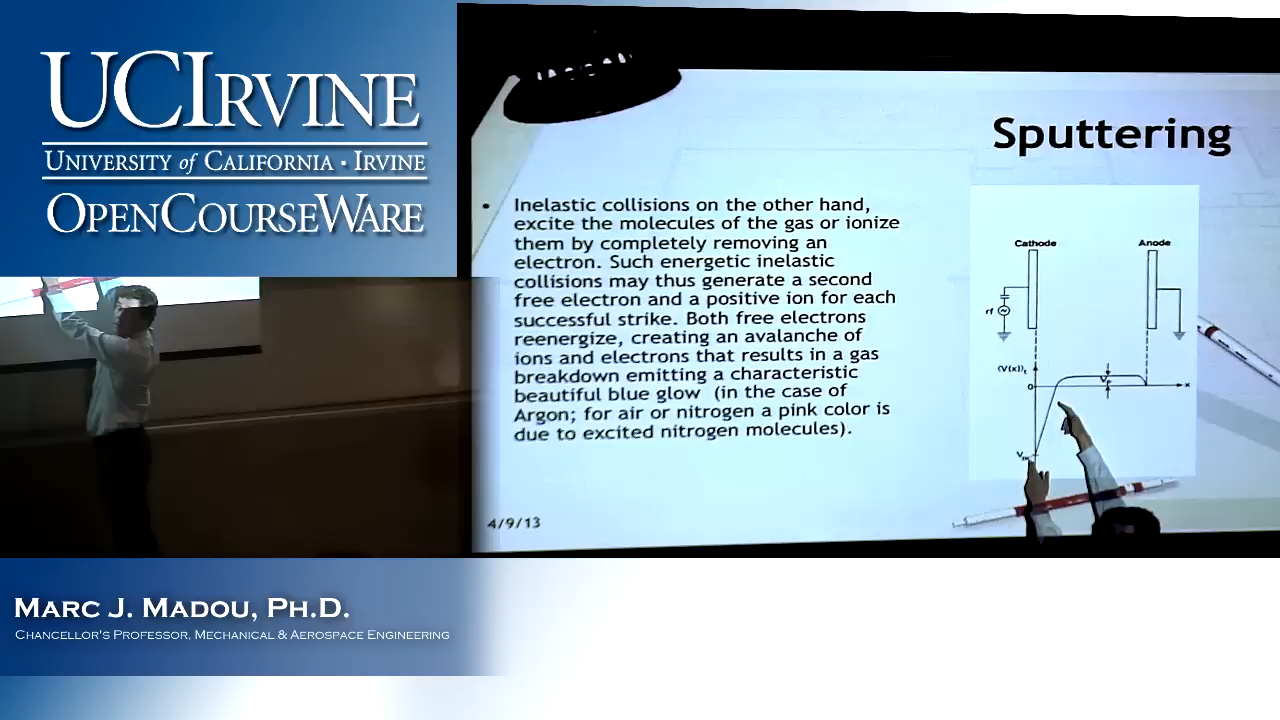 UCIRVINE
UNIVERSITY of CALIFORNIA · IRVINE
OPENCOURSEWARE
Sputtering
• Inelastic collisions on the other hand,
excite the molecules of the gas or ionize
them by completely removing an
electron. Such energetic inelastic
collisions may thus generate a second
free electron and a positive ion for each
successful strike. Both free electrons
reenergize, creating an avalanche of
ions and electrons that results in a gas
breakdown emitting a characteristic
beautiful blue glow (in the case of
Argon; for air or nitrogen a pink color is
due to excited nitrogen molecules).
Cathode
Anode
rf
0
x
4/9/13
MARC J. MADOU, PH.D.
CHANCELLOR'S PROFESSOR, MECHANICAL & AEROSPACE ENGINEERING